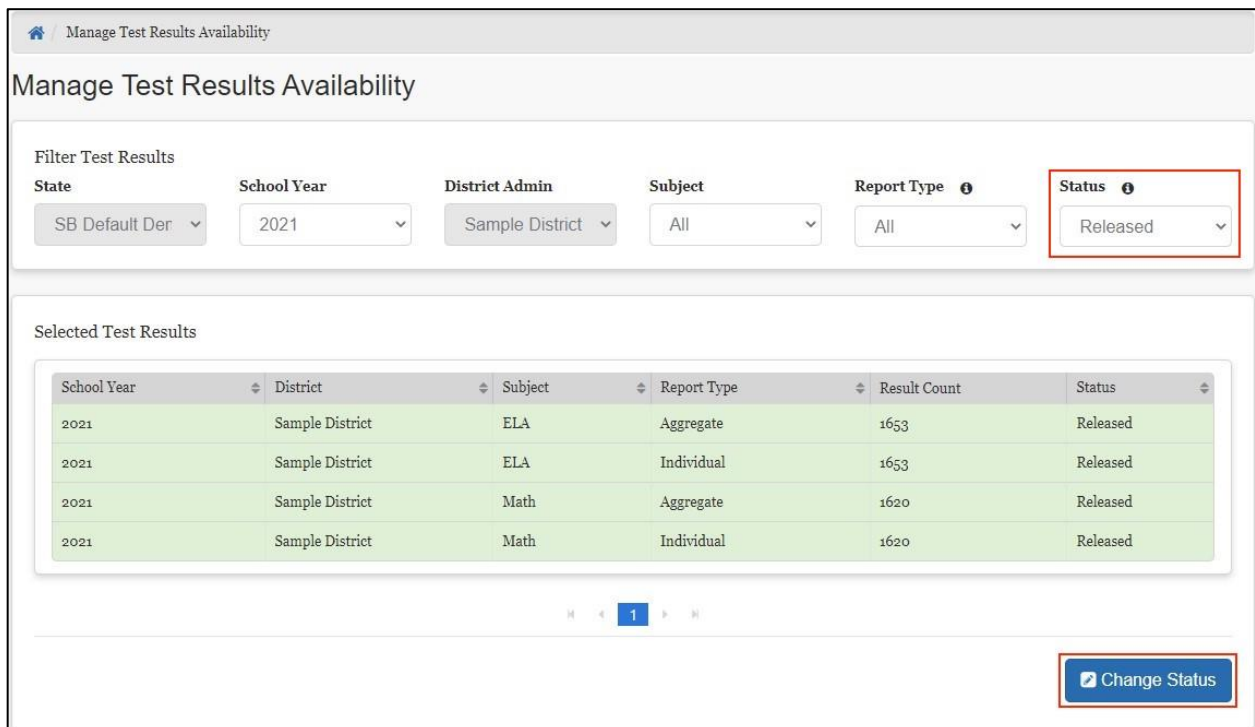 / Manage Test Results Availability
Manage Test Results Availability
Filter Test Results
State School Year District Admin Subject Report Type Status
SB Default Der 2021 Sample District All All Released
Selected Test Results
School Year District Subject Report Type Result Count Status
2021 Sample District ELA Aggregate 1653 Released
2021 Sample District ELA Individual 1653 Released
2021 Sample District Math Aggregate 1620 Released
2021 Sample District Math Individual 1620 Released
1
Change Status